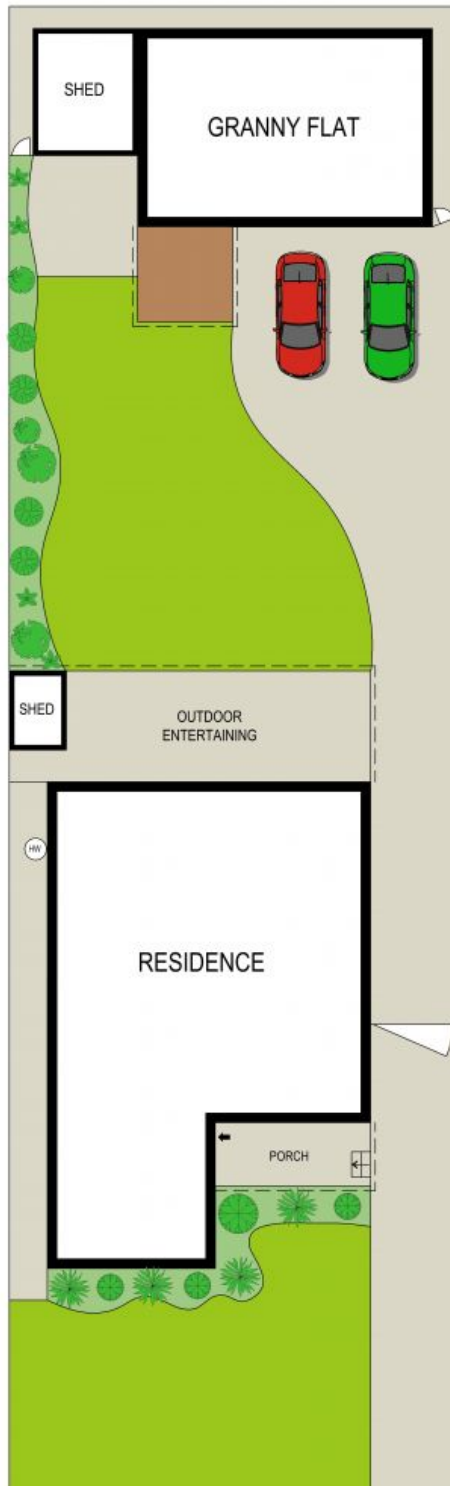 SHED
GRANNY FLAT
SHED
OUTDOOR
ENTERTAINING
HW
RESIDENCE
PORCH